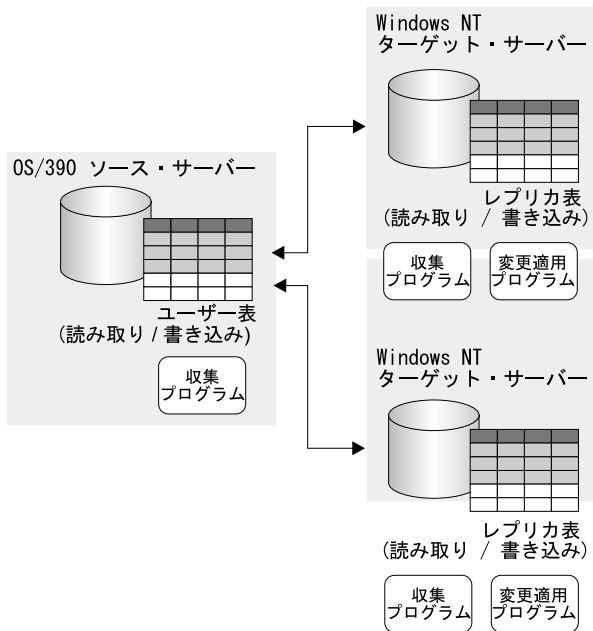 Windows NT
ターゲット・サーバー
レプリカ表
(読み取り / 書き込み)
収集
プログラム
変更適用
プログラム
OS/390 ソース・サーバー
ユーザー表
(読み取り / 書き込み)
収集
プログラム
Windows NT
ターゲット・サーバー
レプリカ表
(読み取り / 書き込み)
収集
プログラム
変更適用
プログラム